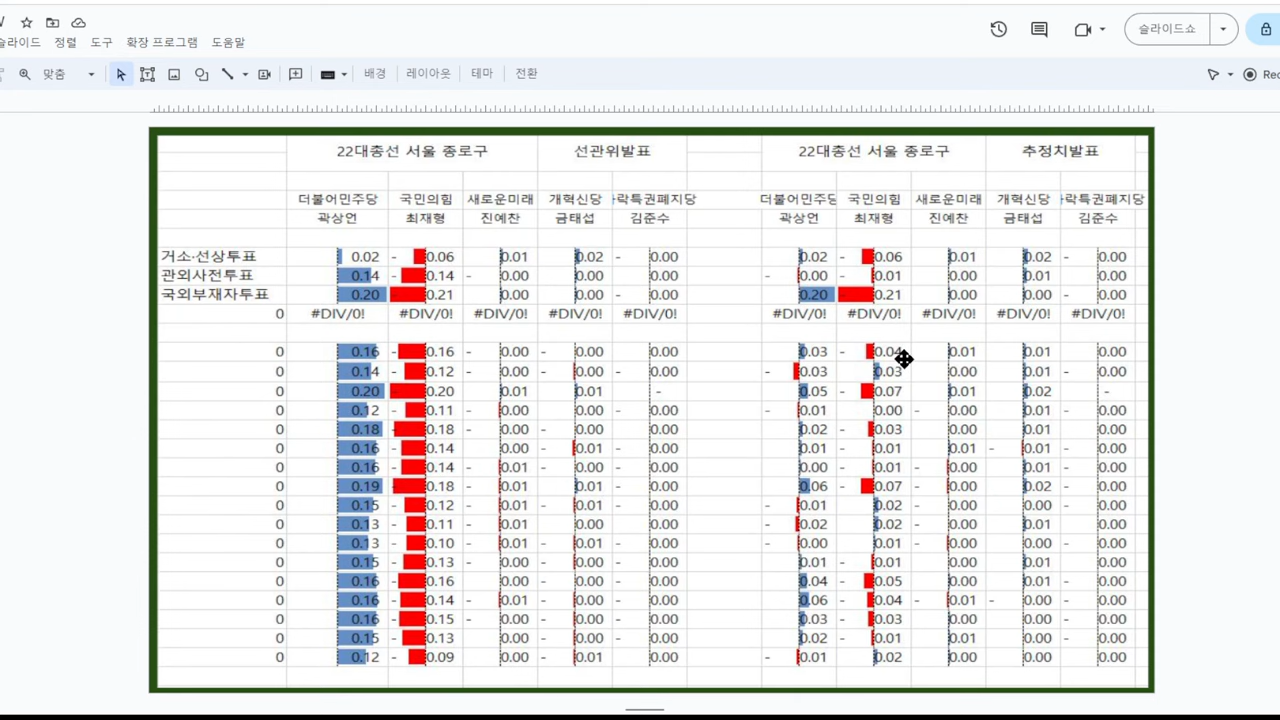 슬라이드 정렬 도구 확장 프로그램 도움말
슬라이드쇼
맞춤 배경 레이아웃 테마 전환 Rec
22대총선 서울 종로구 선관위발표 22대총선 서울 종로구 추정치발표
더불어민주당 국민의힘 새로운미래 개혁신당 락특권폐지당 더불어민주당 국민의힘 새로운미래 개혁신당 락특권폐지당
곽상언 최재형 진예찬 금태섭 김준수 곽상언 최재형 진예찬 금태섭 김준수
거소·선상투표 0.02 - 0.06 0.01 0.02 - 0.00 0.02 - 0.06 0.01 0.02 - 0.00
관외사전투표 0.14 - 0.14 - 0.00 0.00 0.00 - 0.00 - 0.01 0.00 0.01 0.00
국외부재자투표 0.20 - 0.21 0.00 0.00 - 0.00 0.20 - 0.21 0.00 0.00 - 0.00
0 #DIV/0! #DIV/0! #DIV/0! #DIV/0! #DIV/0! #DIV/0! #DIV/0! #DIV/0! #DIV/0! #DIV/0!
0 0.16 - 0.16 - 0.00 - 0.00 0.00 0.03 - 0.04 0.01 0.01 0.00
0 0.14 - 0.12 - 0.00 - 0.00 - 0.00 - 0.03 0.03 0.00 0.01 0.00
0 0.20 - 0.20 0.01 0.01 - 0.05 - 0.07 0.01 0.02 -
0 0.12 - 0.11 - 0.00 0.00 - 0.00 - 0.01 0.00 - 0.00 0.01 0.00
0 0.18 - 0.18 - 0.00 - 0.00 - 0.00 0.02 - 0.03 0.00 0.01 0.00
0 0.16 - 0.14 - 0.00 - 0.01 - 0.00 0.01 - 0.01 0.01 - 0.01 0.00
0 0.16 - 0.14 - 0.01 0.00 - 0.00 0.00 - 0.01 - 0.00 0.01 0.00
0 0.19 - 0.18 - 0.01 0.01 - 0.00 0.06 - 0.07 - 0.00 0.02 0.00
0 0.15 - 0.12 - 0.01 - 0.01 - 0.00 - 0.01 0.02 0.00 0.00 0.00
0 0.13 - 0.11 - 0.01 0.00 - 0.00 - 0.02 0.02 0.00 0.01 0.00
0 0.13 - 0.10 - 0.01 - 0.01 - 0.00 - 0.00 0.01 - 0.00 0.00 0.00
0 0.15 - 0.13 - 0.00 - 0.00 - 0.00 0.01 - 0.01 0.00 0.01 0.00
0 0.16 - 0.16 0.00 - 0.00 - 0.00 0.04 - 0.05 0.00 0.01 0.00
0 0.16 - 0.14 - 0.01 - 0.00 - 0.00 0.06 - 0.04 - 0.01 - 0.00 0.00
0 0.16 - 0.15 - 0.00 - 0.00 - 0.00 0.03 - 0.03 0.00 0.00 0.00
0 0.15 - 0.13 0.00 - 0.00 - 0.00 0.02 - 0.01 0.01 0.00 0.00
0 0.12 - 0.09 0.00 - 0.01 - 0.00 - 0.01 0.02 0.00 0.00 0.00